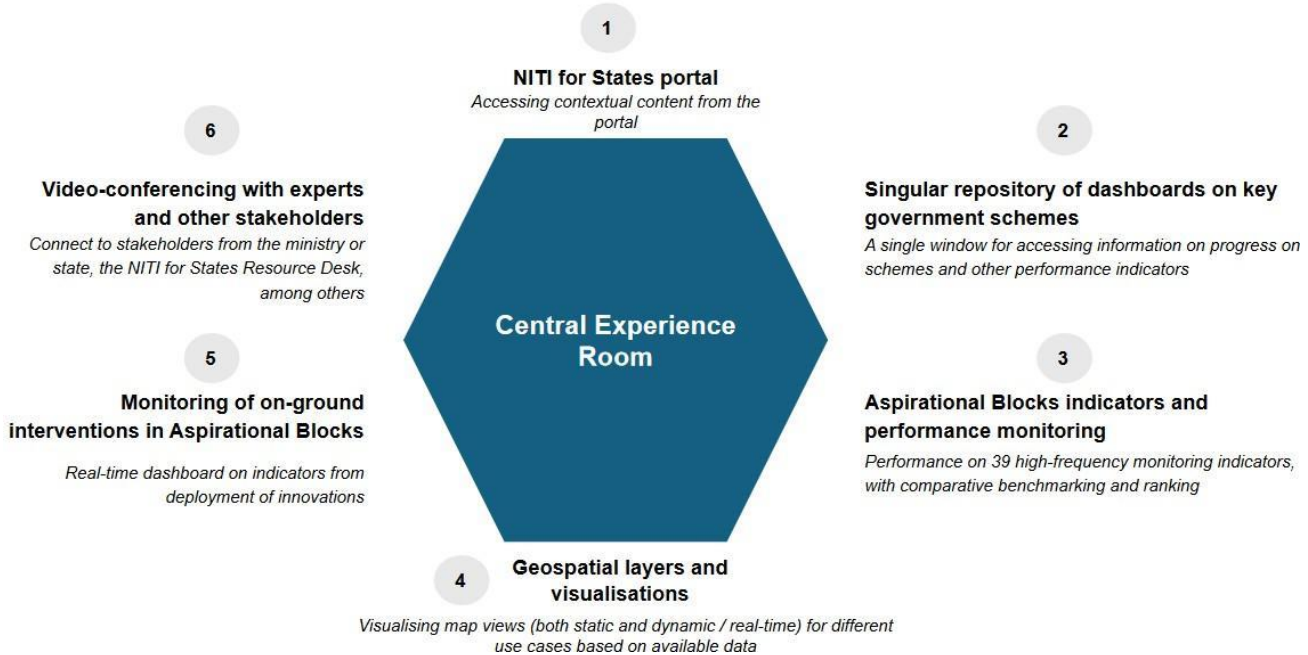 1
NITI for States portal
Accessing contextual content from the
portal
2
Singular repository of dashboards on key
government schemes
A single window for accessing information on progress on
schemes and other performance indicators
3
Aspirational Blocks indicators and
performance monitoring
Performance on 39 high-frequency monitoring indicators,
with comparative benchmarking and ranking
4
Geospatial layers and
visualisations
Visualising map views (both static and dynamic / real-time) for different
use cases based on available data
5
Monitoring of on-ground
interventions in Aspirational Blocks
Real-time dashboard on indicators from
deployment of innovations
6
Video-conferencing with experts
and other stakeholders
Connect to stakeholders from the ministry or
state, the NITI for States Resource Desk,
among others
Central Experience
Room